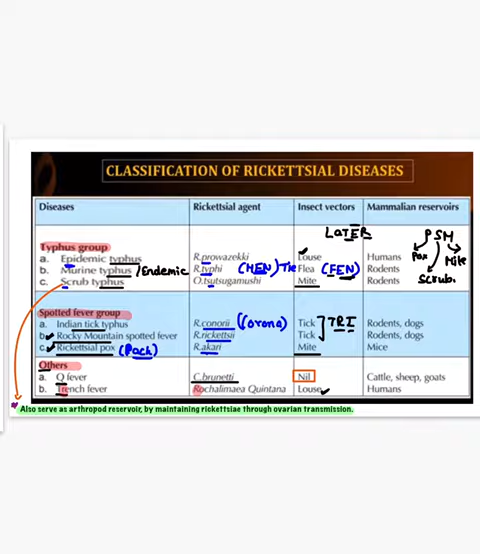 CLASSIFICATION OF RICKETTSIAL DISEASES
Diseases Rickettsial agent Insect vectors Mammalian reservoirs
LATER PSM
Typhus group Pox Mite
a. Epidemic typhus R.prowazekki Louse Humans
b. Murine typhus /Endemic R.typhi (MEN) Tie Flea (FEN) Rodents
c. Scrub typhus O.tsutsugamushi Mite Rodents Scrub.
Spotted fever group
a. Indian tick typhus R.conorii (Corona) Tick ] TRI Rodents, dogs
b. Rocky Mountain spotted fever R.rickettsii Tick Rodents, dogs
c. Rickettsial pox (Pack) R.akari Mite Mice
Others
a. Q fever C.brunetti Nil Cattle, sheep, goats
b. Trench fever Rochalimaea Quintana Louse Humans
* Also serve as arthropod reservoir, by maintaining rickettsiae through ovarian transmission.